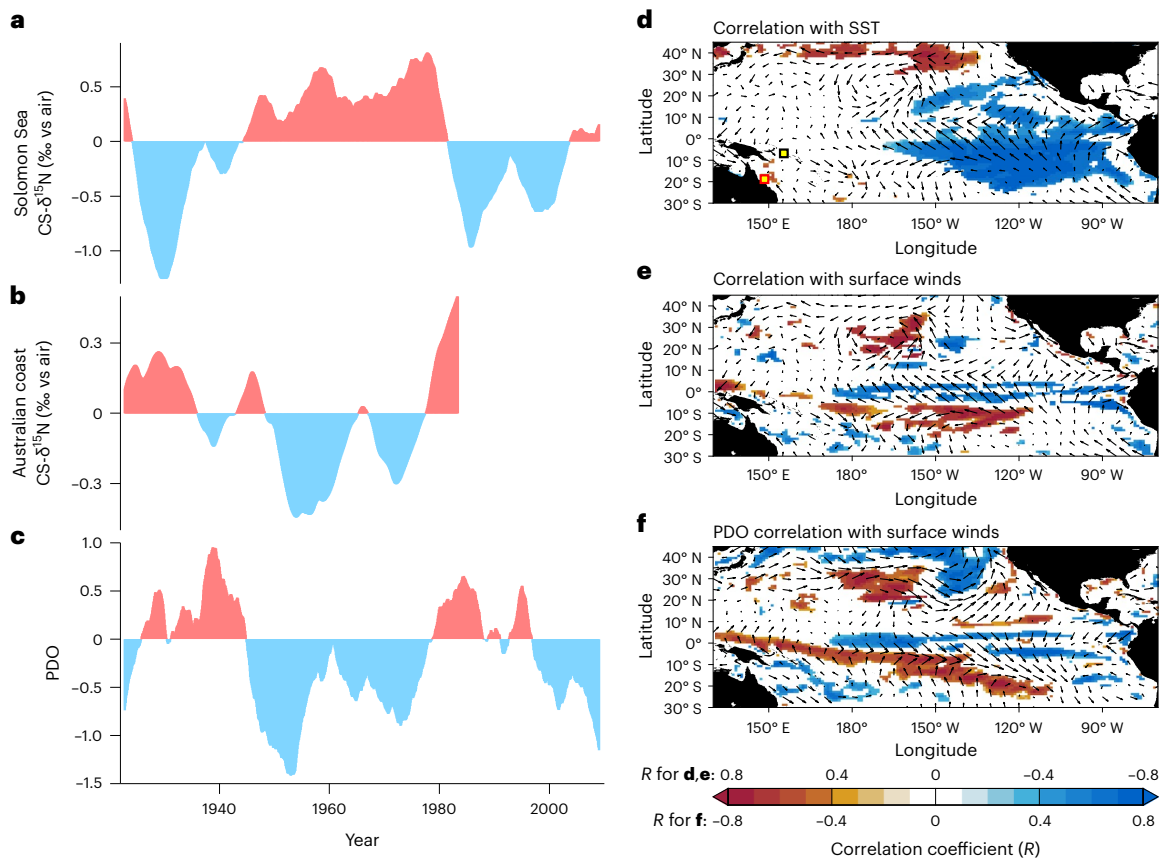 a
Solomon Sea
CS-δ¹⁵N (‰ vs air)
0.5
0
−0.5
−1.0
b
Australian coast
CS-δ¹⁵N (‰ vs air)
0.3
0
−0.3
c
PDO
1.0
0.5
0
−0.5
−1.0
−1.5
1940
1960
1980
2000
Year
d
Correlation with SST
Latitude
40° N
30° N
20° N
10° N
0°
10° S
20° S
30° S
150° E
180°
150° W
120° W
90° W
Longitude
e
Correlation with surface winds
Latitude
40° N
30° N
20° N
10° N
0°
10° S
20° S
30° S
150° E
180°
150° W
120° W
90° W
Longitude
f
PDO correlation with surface winds
Latitude
40° N
30° N
20° N
10° N
0°
10° S
20° S
30° S
150° E
180°
150° W
120° W
90° W
Longitude
R for d,e: 0.8 0.4 0 −0.4 −0.8
R for f: −0.8 −0.4 0 0.4 0.8
Correlation coefficient (R)